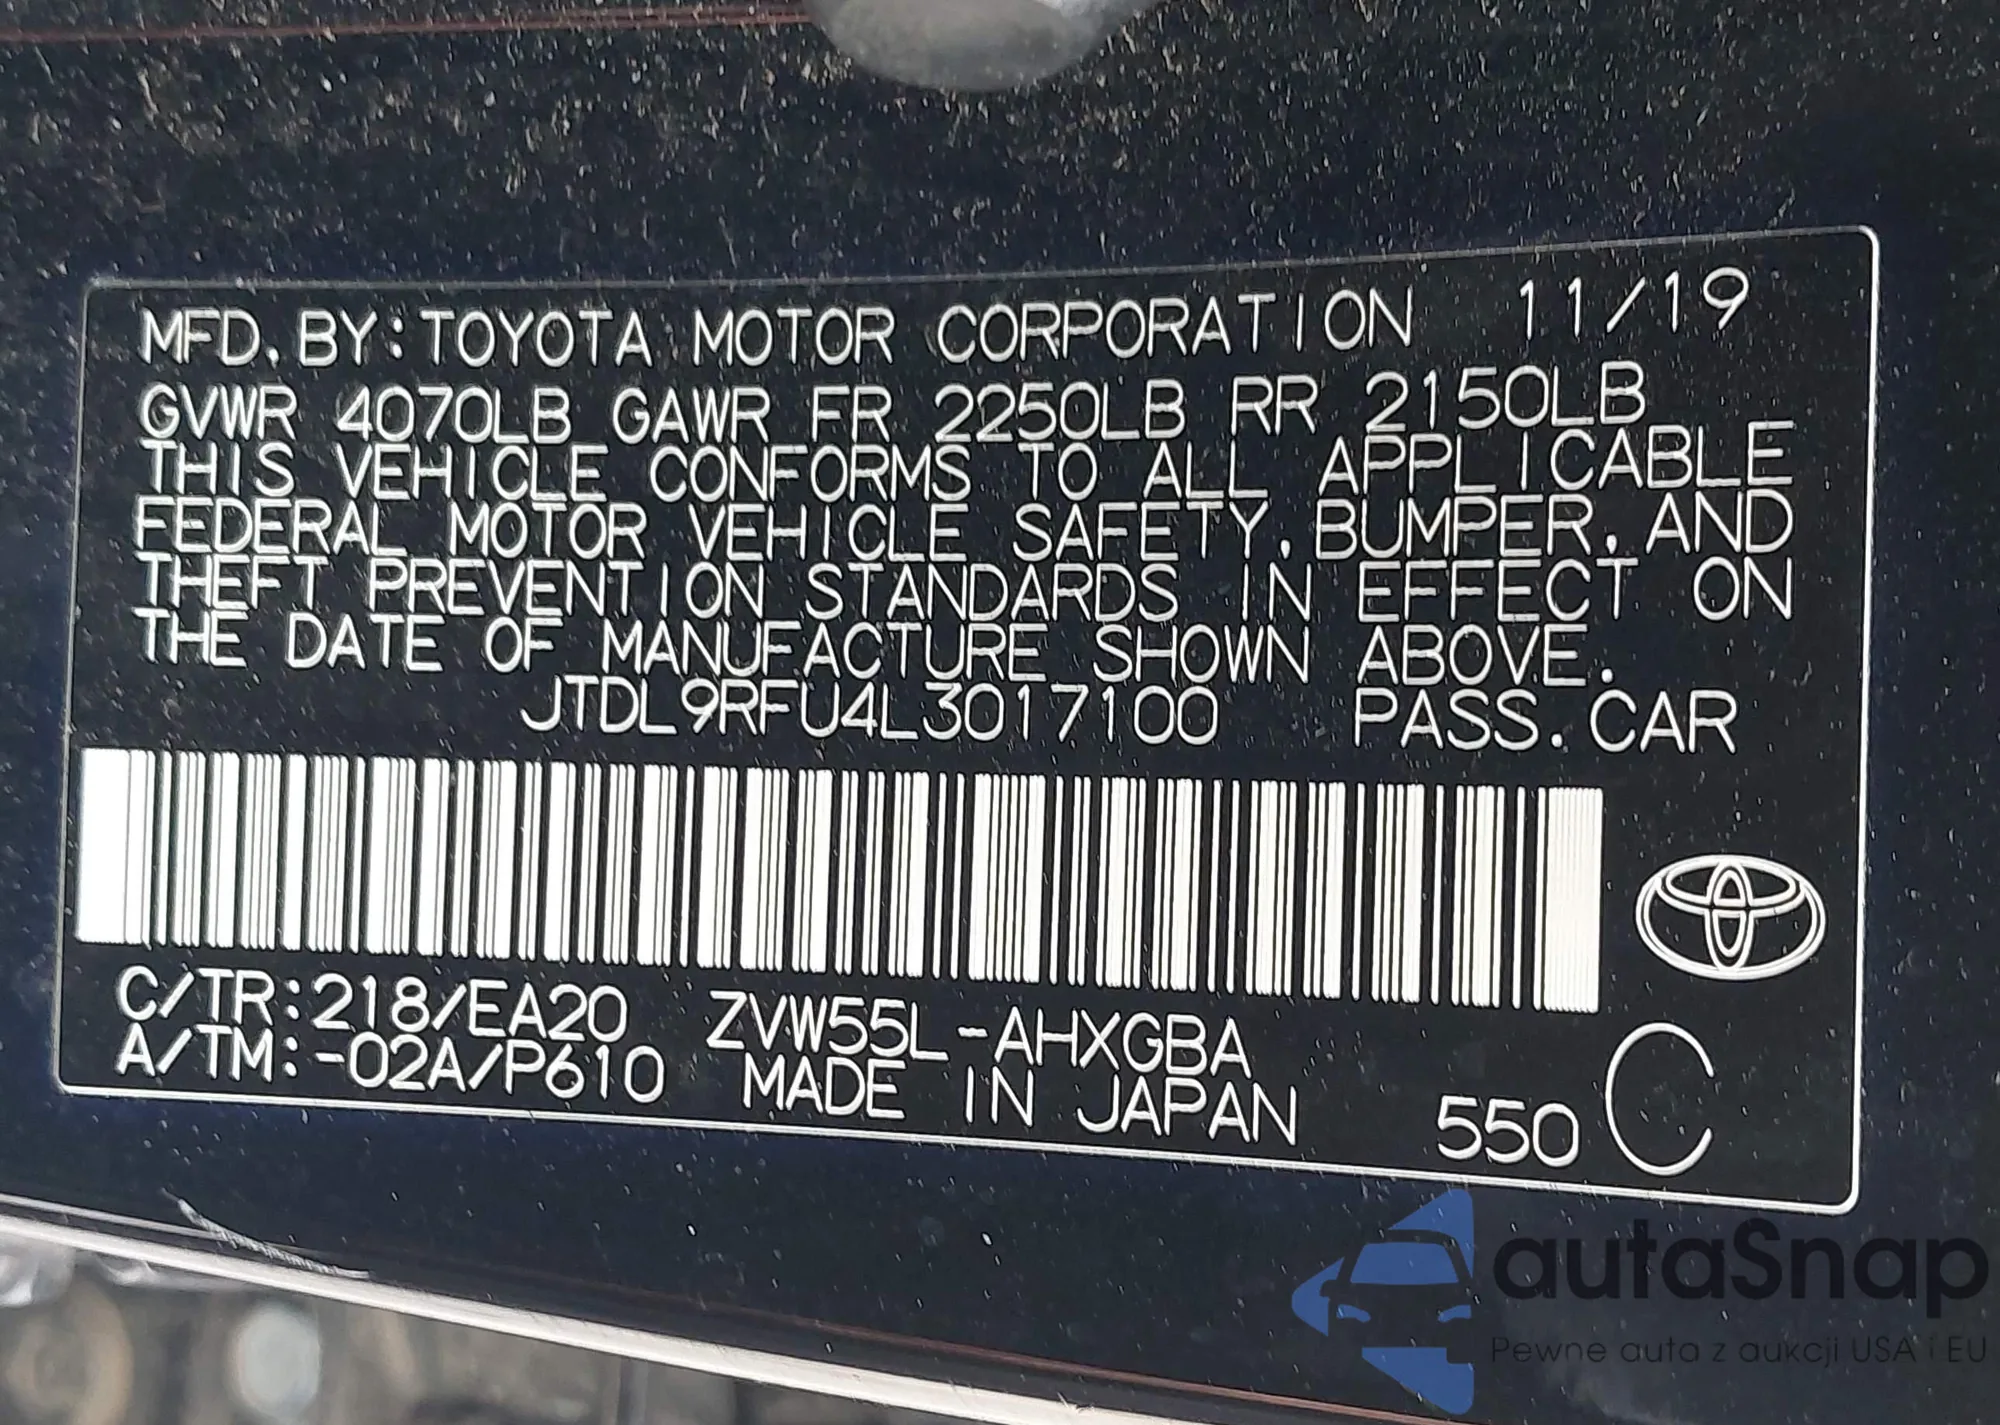 MFD. BY: TOYOTA MOTOR CORPORATION 11/19
GVWR 4070LB GAWR FR 2250LB RR 2150LB
THIS VEHICLE CONFORMS TO ALL APPLICABLE
FEDERAL MOTOR VEHICLE SAFETY, BUMPER, AND
THEFT PREVENTION STANDARDS IN EFFECT ON
THE DATE OF MANUFACTURE SHOWN ABOVE.
JTDL9RFU4L3017100 PASS. CAR
C/TR:218/EA20 ZVW55L-AHXGBA
A/TM:-02A/P610 MADE IN JAPAN 550 C
autaSnap
Pewne auta z aukcji USA i EU